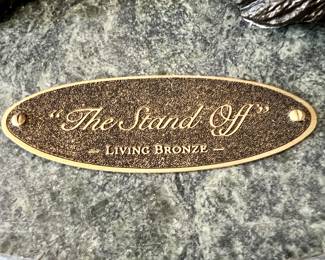 "The Stand Off"
— LIVING BRONZE —